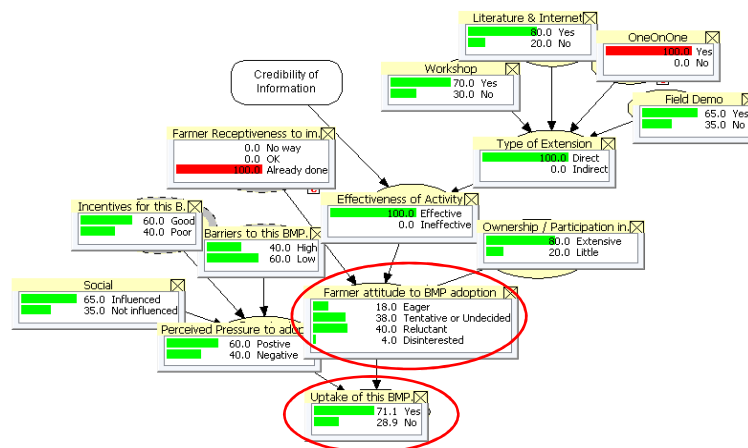 Literature & Internet
80.0 Yes
20.0 No
OneOnOne
100.0 Yes
0.0 No
Credibility of
Information
Workshop
70.0 Yes
30.0 No
Field Demo
65.0 Yes
35.0 No
Farmer Receptiveness to im.
0.0 No way
0.0 OK
100.0 Already done
Type of Extension
100.0 Direct
0.0 Indirect
Effectiveness of Activity
100.0 Effective
0.0 Ineffective
Incentives for this B.
60.0 Good
40.0 Poor
Barriers to this BMP.
40.0 High
60.0 Low
Ownership / Participation in.
80.0 Extensive
20.0 Little
Social
65.0 Influenced
35.0 Not influenced
Farmer attitude to BMP adoption
18.0 Eager
38.0 Tentative or Undecided
40.0 Reluctant
4.0 Disinterested
Perceived Pressure to adop
60.0 Postive
40.0 Negative
Uptake of this BMP.
71.1 Yes
28.9 No